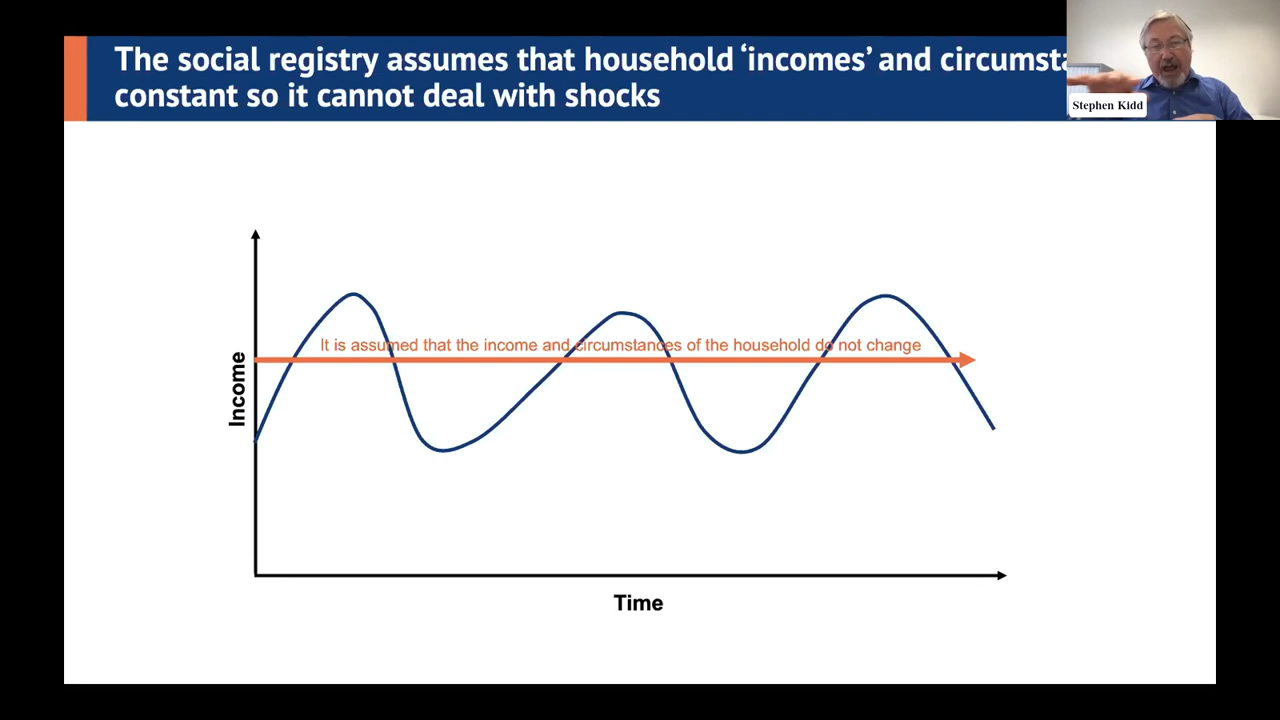 The social registry assumes that household ‘incomes’ and circumst
constant so it cannot deal with shocks
Stephen Kidd
It is assumed that the income and circumstances of the household do not change
Income
Time